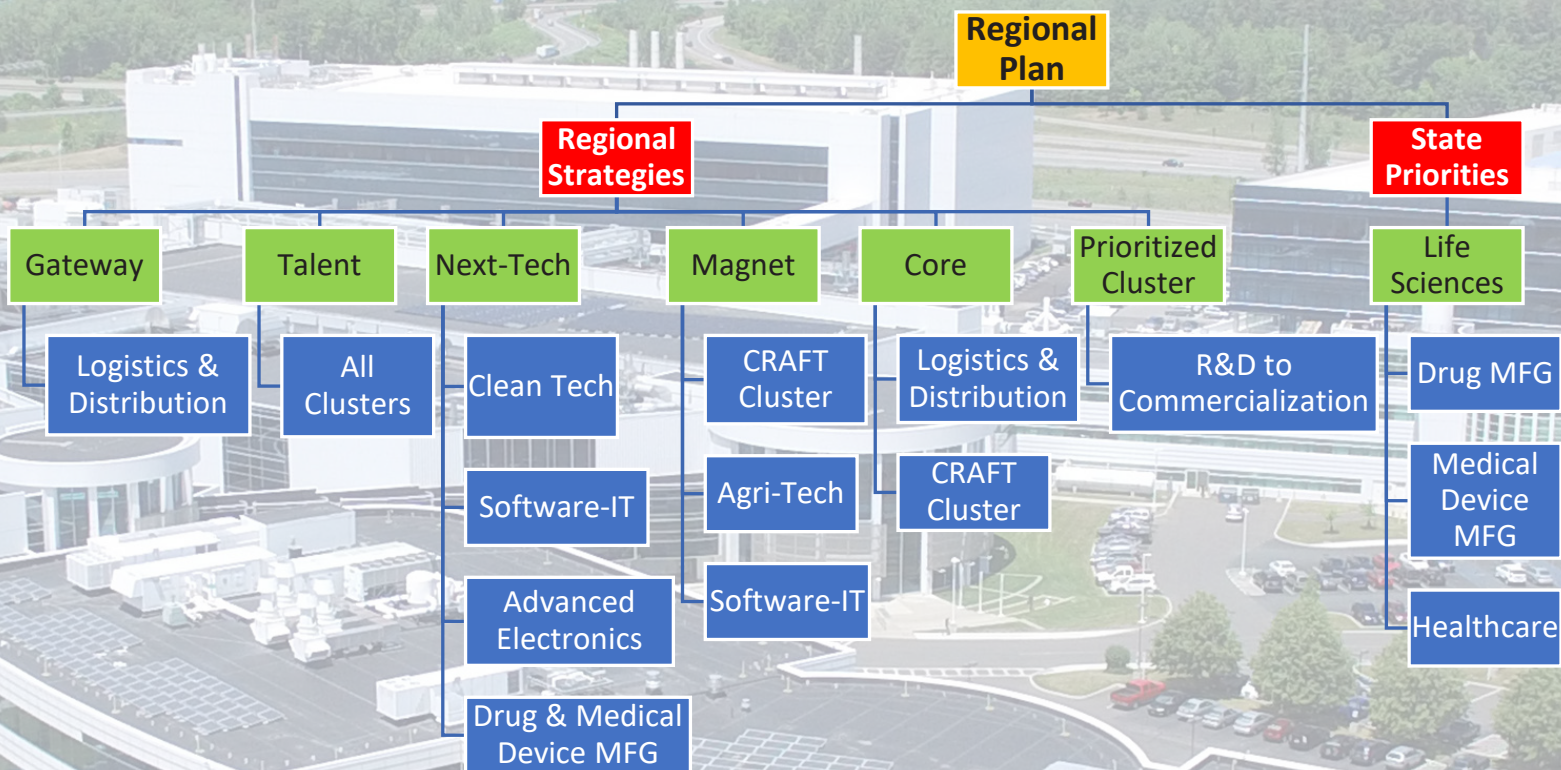 Regional
Plan
Regional
Strategies
State
Priorities
Gateway
Talent
Next-Tech
Magnet
Core
Prioritized
Cluster
Life
Sciences
Logistics &
Distribution
All
Clusters
Clean Tech
Software-IT
Advanced
Electronics
Drug & Medical
Device MFG
CRAFT
Cluster
Agri-Tech
Software-IT
Logistics &
Distribution
CRAFT
Cluster
R&D to
Commercialization
Drug MFG
Medical
Device
MFG
Healthcare